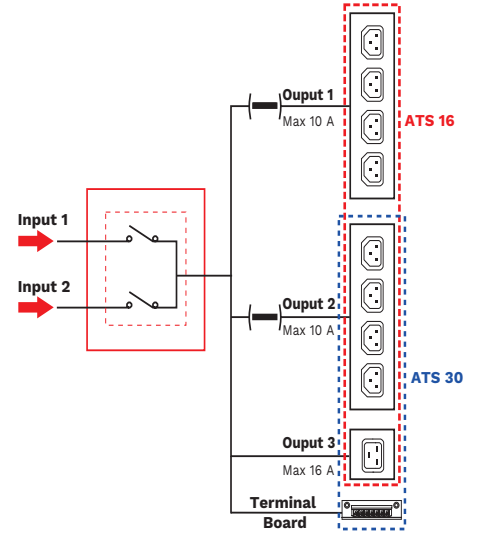 Ouput 1
Max 10 A
ATS 16
Input 1
Input 2
Ouput 2
Max 10 A
ATS 30
Ouput 3
Max 16 A
Terminal
Board